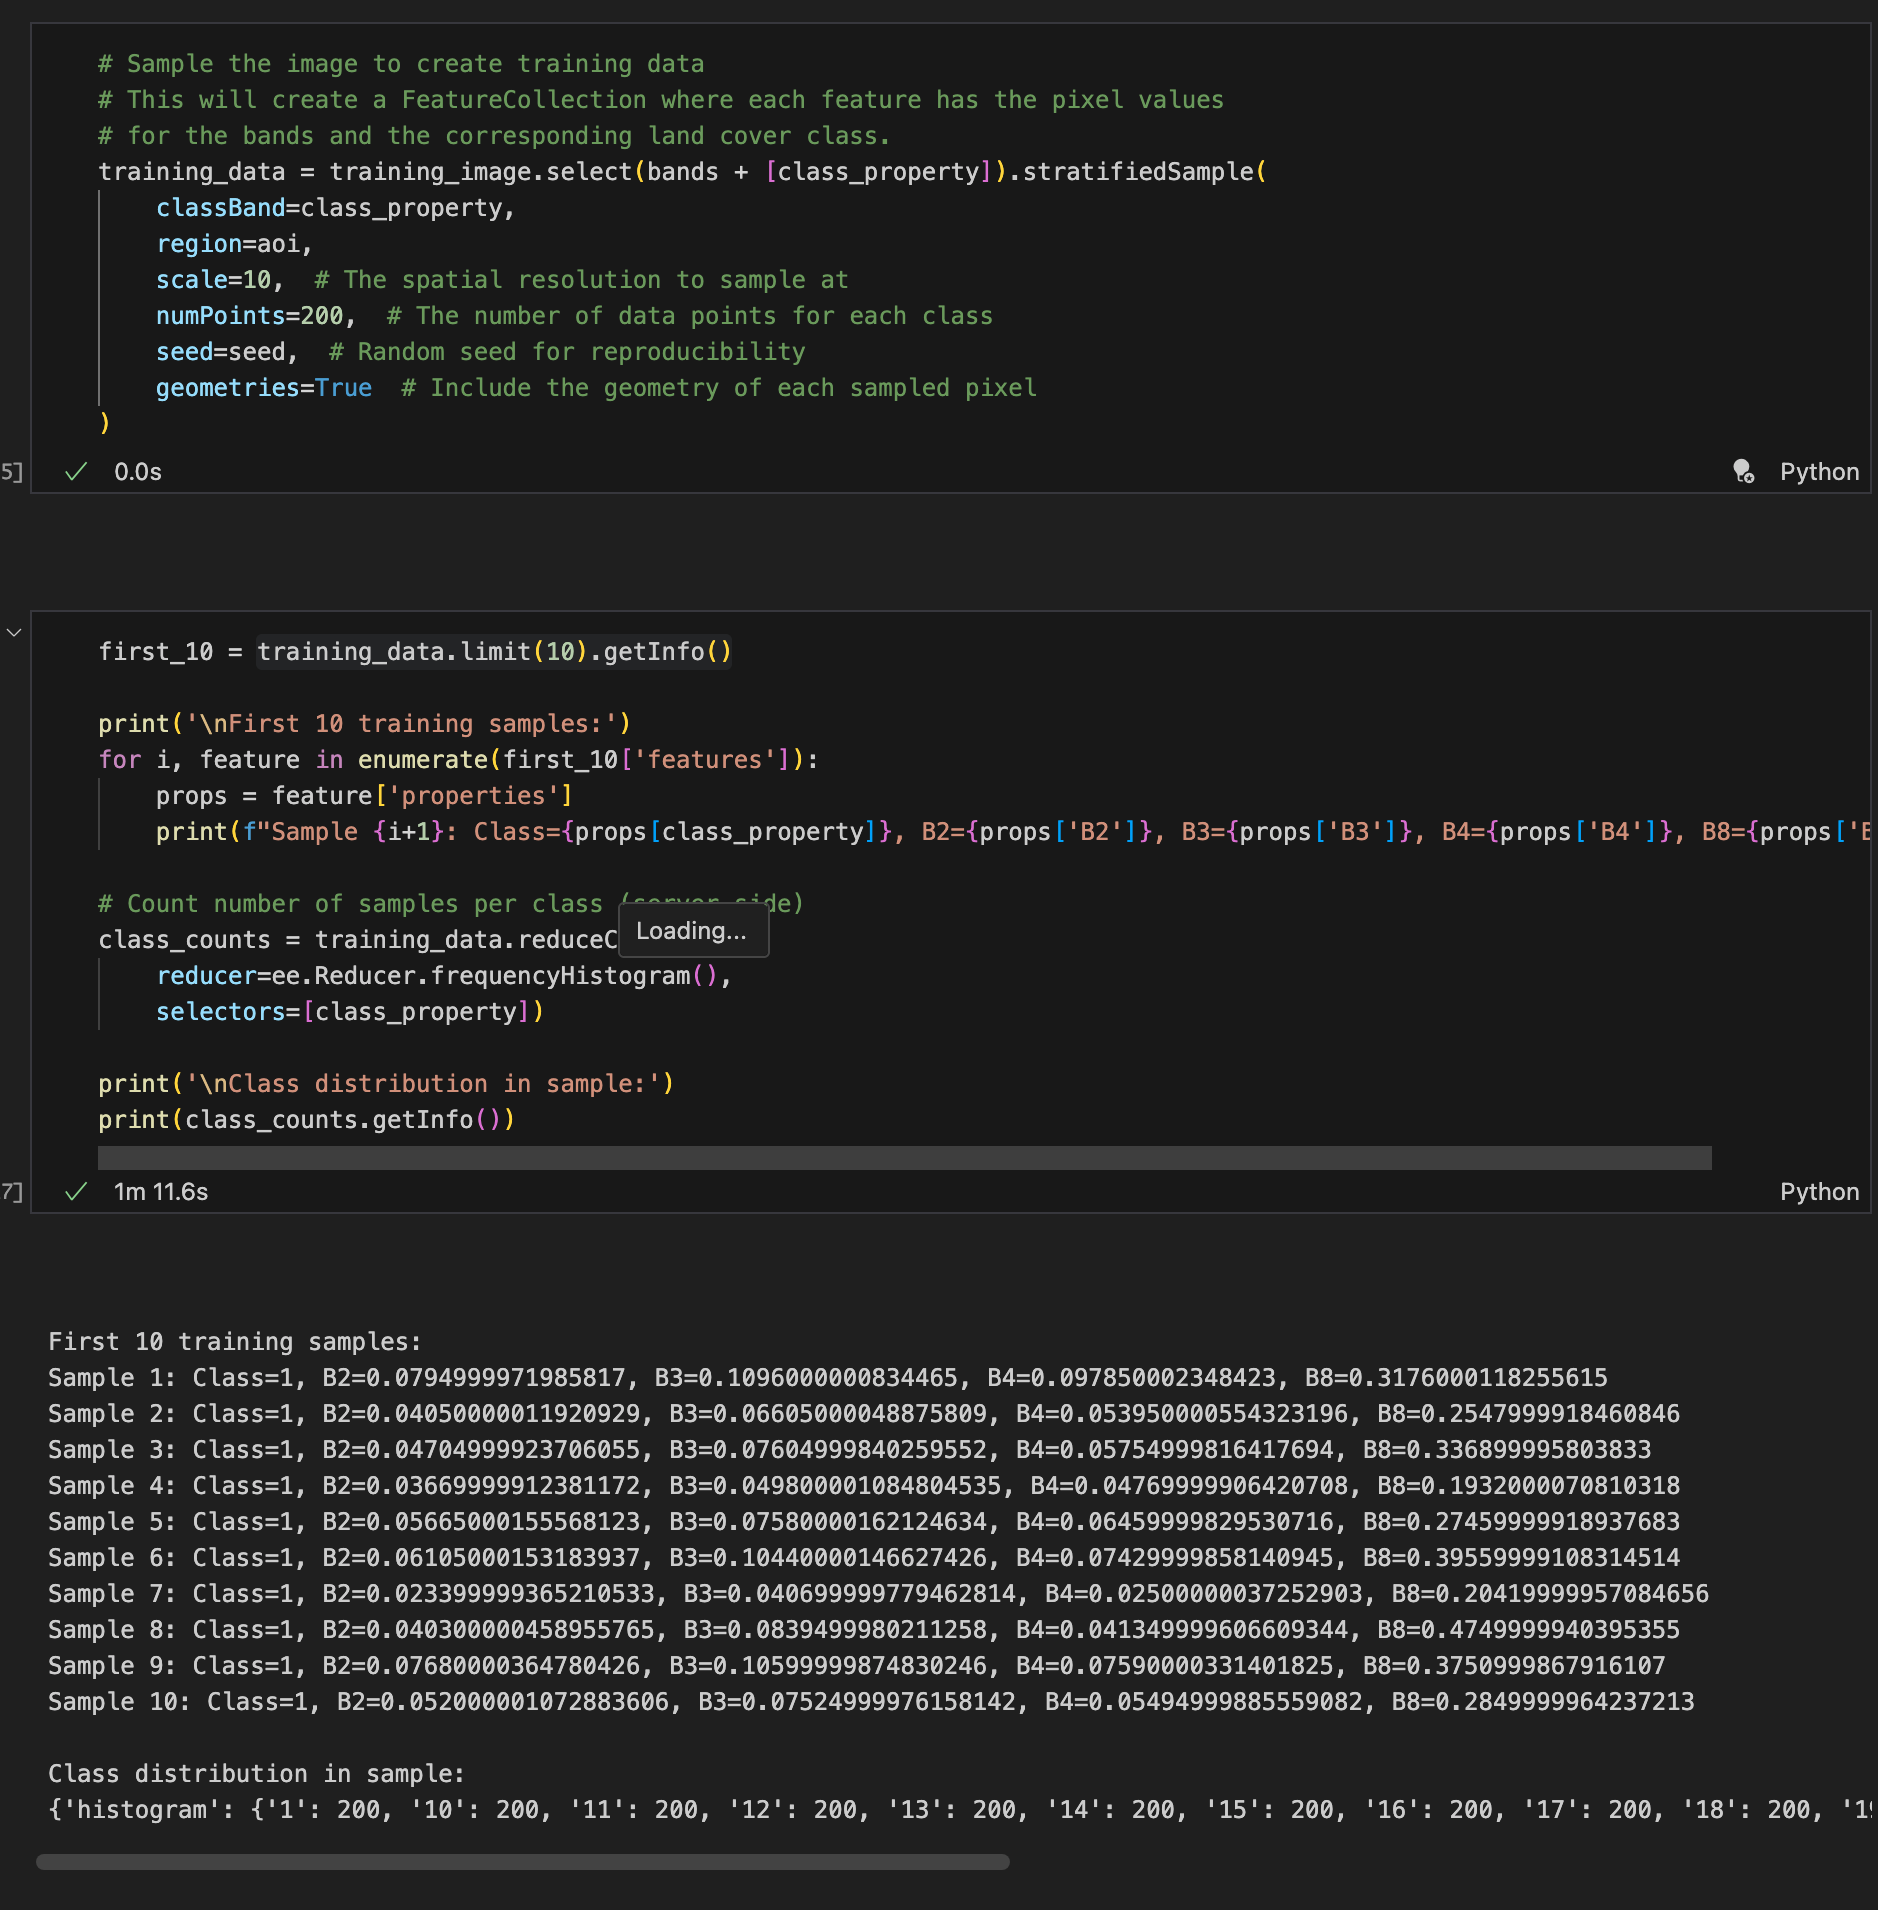 # Sample the image to create training data
# This will create a FeatureCollection where each feature has the pixel values
# for the bands and the corresponding land cover class.
training_data = training_image.select(bands + [class_property]).stratifiedSample(
    classBand=class_property,
    region=aoi,
    scale=10,  # The spatial resolution to sample at
    numPoints=200,  # The number of data points for each class
    seed=seed,  # Random seed for reproducibility
    geometries=True  # Include the geometry of each sampled pixel
)
5] 0.0s Python
first_10 = training_data.limit(10).getInfo()
print('\nFirst 10 training samples:')
for i, feature in enumerate(first_10['features']):
    props = feature['properties']
    print(f"Sample {i+1}: Class={props[class_property]}, B2={props['B2']}, B3={props['B3']}, B4={props['B4']}, B8={props['B
# Count number of samples per class (server side)
class_counts = training_data.reduceC
Loading...
    reducer=ee.Reducer.frequencyHistogram(),
    selectors=[class_property])
print('\nClass distribution in sample:')
print(class_counts.getInfo())
7] 1m 11.6s Python
First 10 training samples:
Sample 1: Class=1, B2=0.0794999971985817, B3=0.1096000000834465, B4=0.097850002348423, B8=0.3176000118255615
Sample 2: Class=1, B2=0.04050000011920929, B3=0.06605000048875809, B4=0.053950000554323196, B8=0.2547999918460846
Sample 3: Class=1, B2=0.04704999923706055, B3=0.07604999840259552, B4=0.05754999816417694, B8=0.336899995803833
Sample 4: Class=1, B2=0.03669999912381172, B3=0.049800001084804535, B4=0.04769999906420708, B8=0.1932000070810318
Sample 5: Class=1, B2=0.05665000155568123, B3=0.07580000162124634, B4=0.06459999829530716, B8=0.27459999918937683
Sample 6: Class=1, B2=0.06105000153183937, B3=0.10440000146627426, B4=0.07429999858140945, B8=0.39559999108314514
Sample 7: Class=1, B2=0.023399999365210533, B3=0.040699999779462814, B4=0.02500000037252903, B8=0.20419999957084656
Sample 8: Class=1, B2=0.040300000458955765, B3=0.0839499980211258, B4=0.041349999606609344, B8=0.4749999940395355
Sample 9: Class=1, B2=0.07680000364780426, B3=0.10599999874830246, B4=0.07590000331401825, B8=0.3750999867916107
Sample 10: Class=1, B2=0.052000001072883606, B3=0.07524999976158142, B4=0.05494999885559082, B8=0.2849999964237213
Class distribution in sample:
{'histogram': {'1': 200, '10': 200, '11': 200, '12': 200, '13': 200, '14': 200, '15': 200, '16': 200, '17': 200, '18': 200, '19